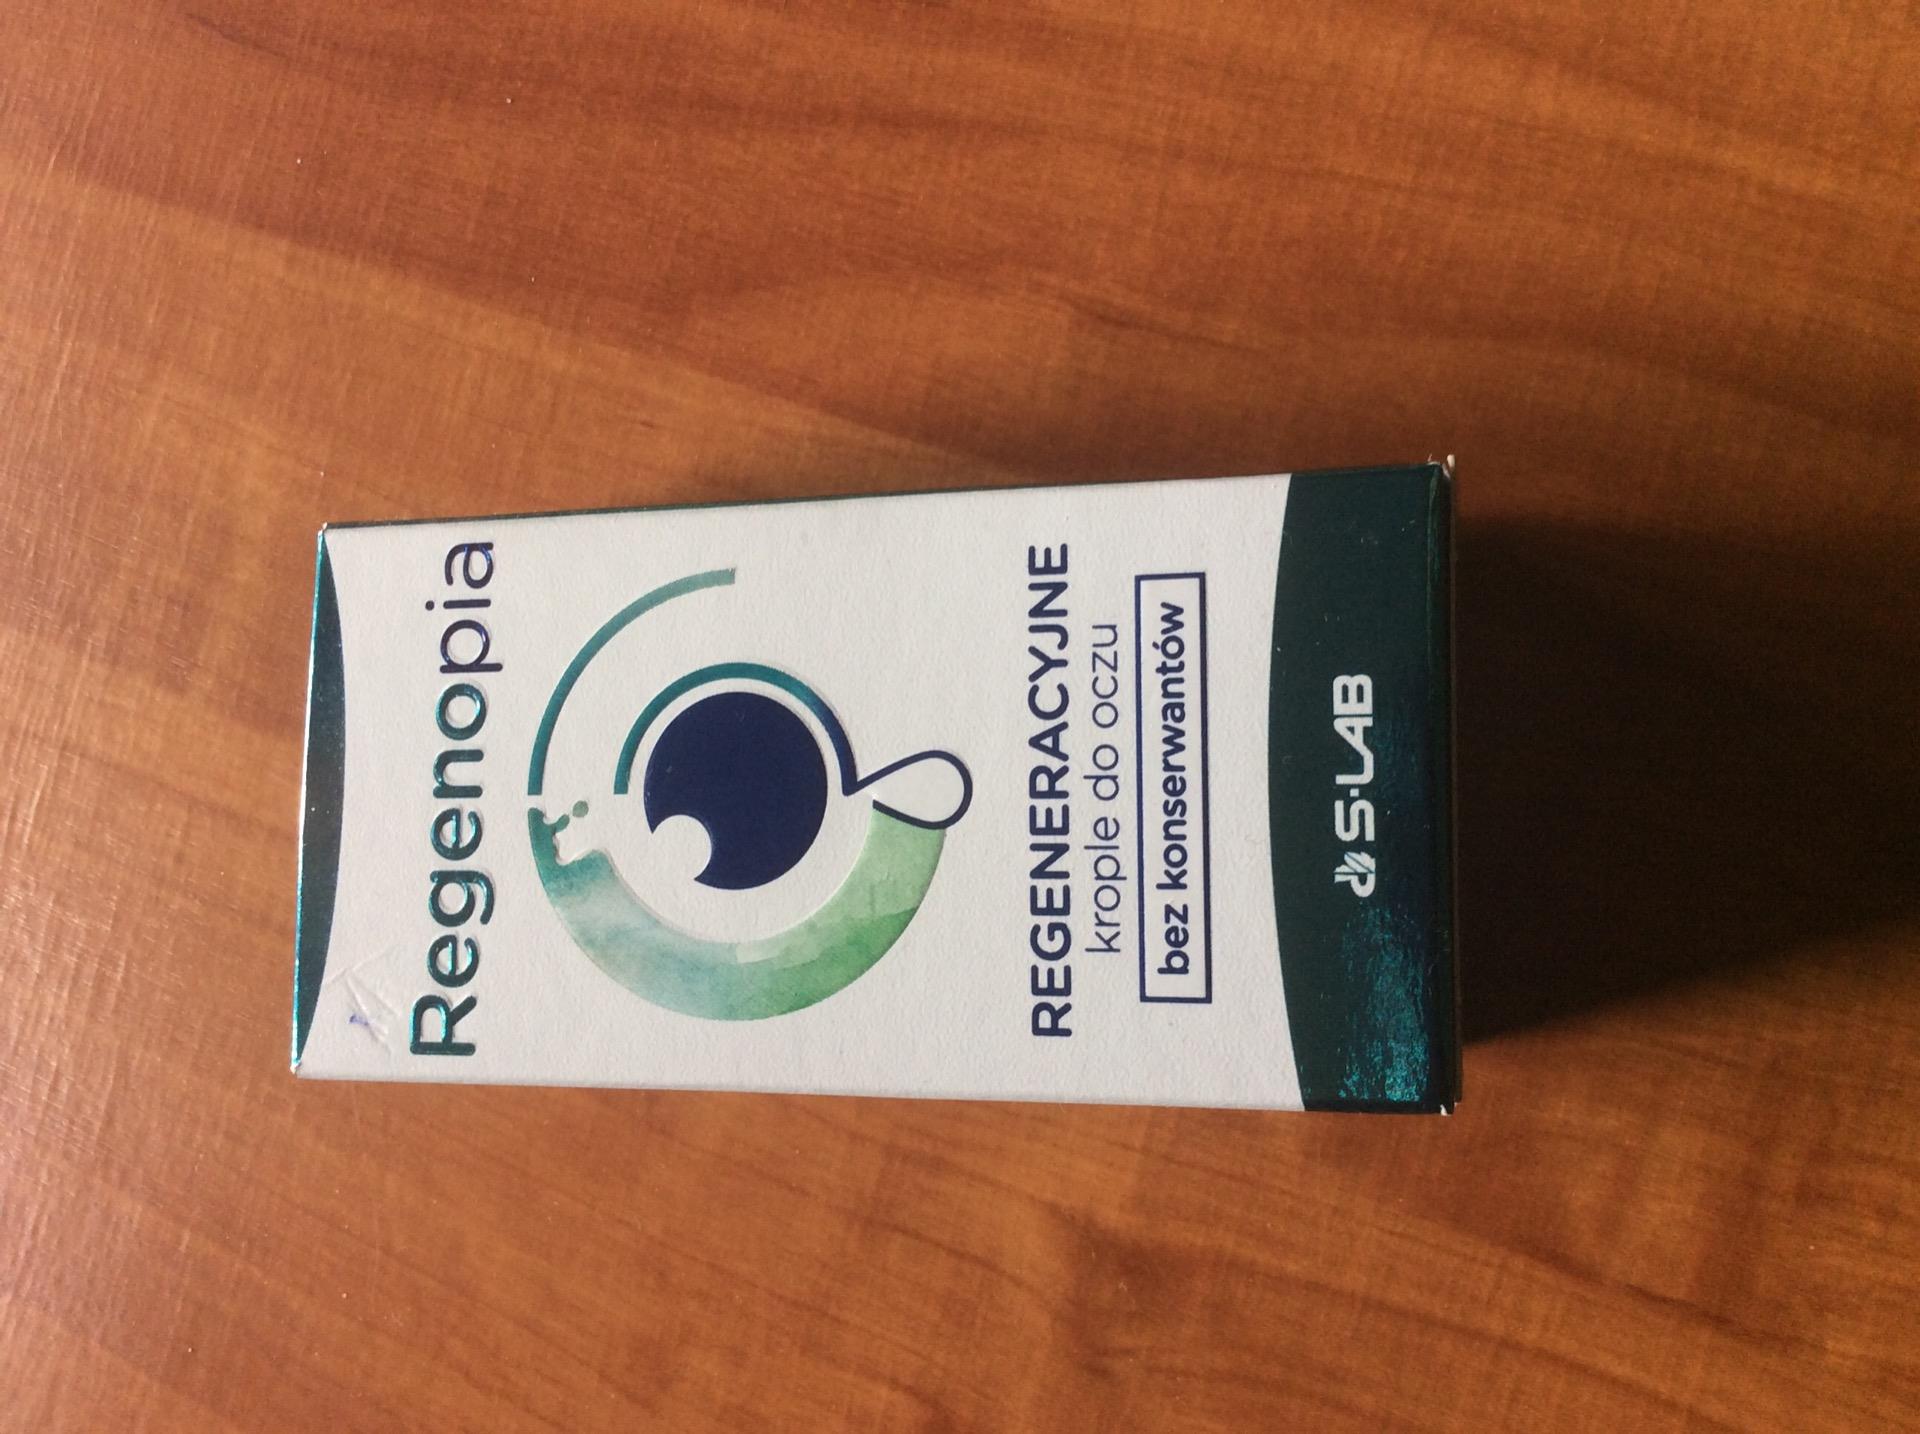 Regenopia
REGENERACYJNE
krople do oczu
bez konserwantów
S·LAB